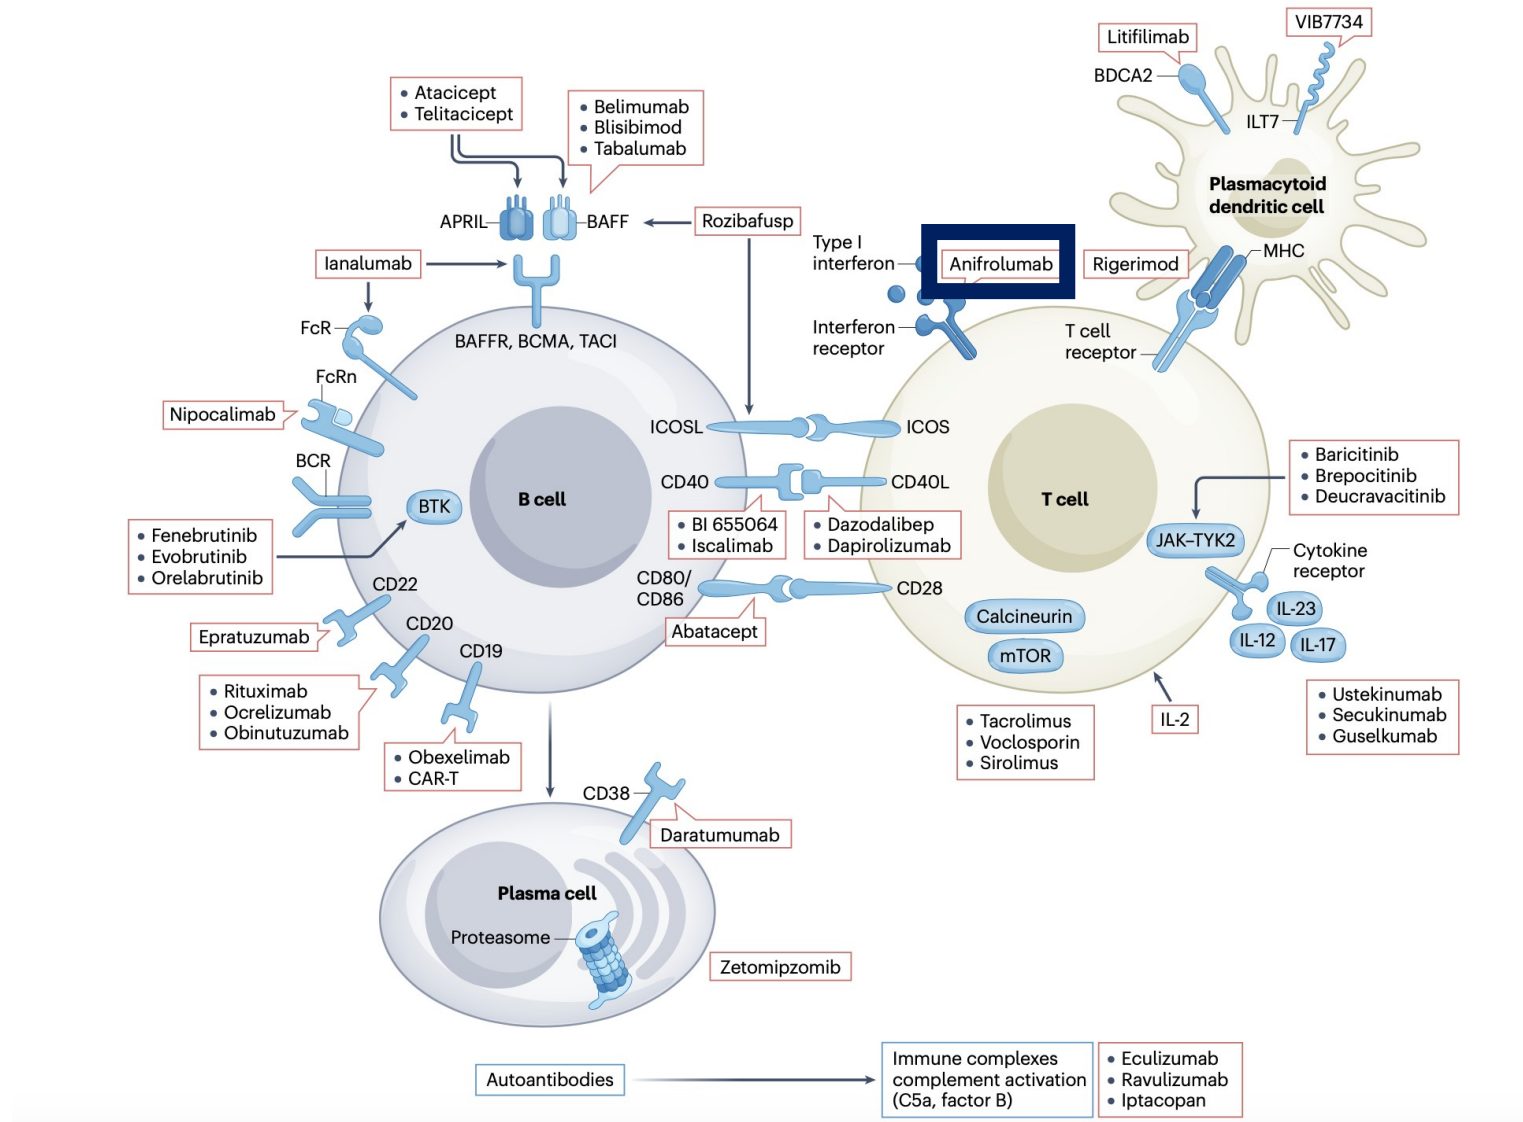 Litifilimab
VIB7734
BDCA2
ILT7
Plasmacytoid
dendritic cell
MHC
Atacicept
Telitacicept
Belimumab
Blisibimod
Tabalumab
APRIL
BAFF
Rozibafusp
Ianalumab
FcR
BAFFR, BCMA, TACI
FcRn
Nipocalimab
BCR
BTK
B cell
Fenebrutinib
Evobrutinib
Orelabrutinib
CD22
Epratuzumab
CD20
CD19
Rituximab
Ocrelizumab
Obinutuzumab
Obexelimab
CAR-T
Type I
interferon
Anifrolumab
Rigerimod
Interferon
receptor
T cell
receptor
ICOSL
ICOS
CD40
CD40L
BI 655064
Iscalimab
Dazodalibep
Dapirolizumab
CD80/
CD86
CD28
Abatacept
T cell
Baricitinib
Brepocitinib
Deucravacitinib
JAK–TYK2
Cytokine
receptor
IL-23
IL-12
IL-17
Calcineurin
mTOR
Tacrolimus
Voclosporin
Sirolimus
IL-2
Ustekinumab
Secukinumab
Guselkumab
CD38
Daratumumab
Plasma cell
Proteasome
Zetomipzomib
Autoantibodies
Immune complexes
complement activation
(C5a, factor B)
Eculizumab
Ravulizumab
Iptacopan